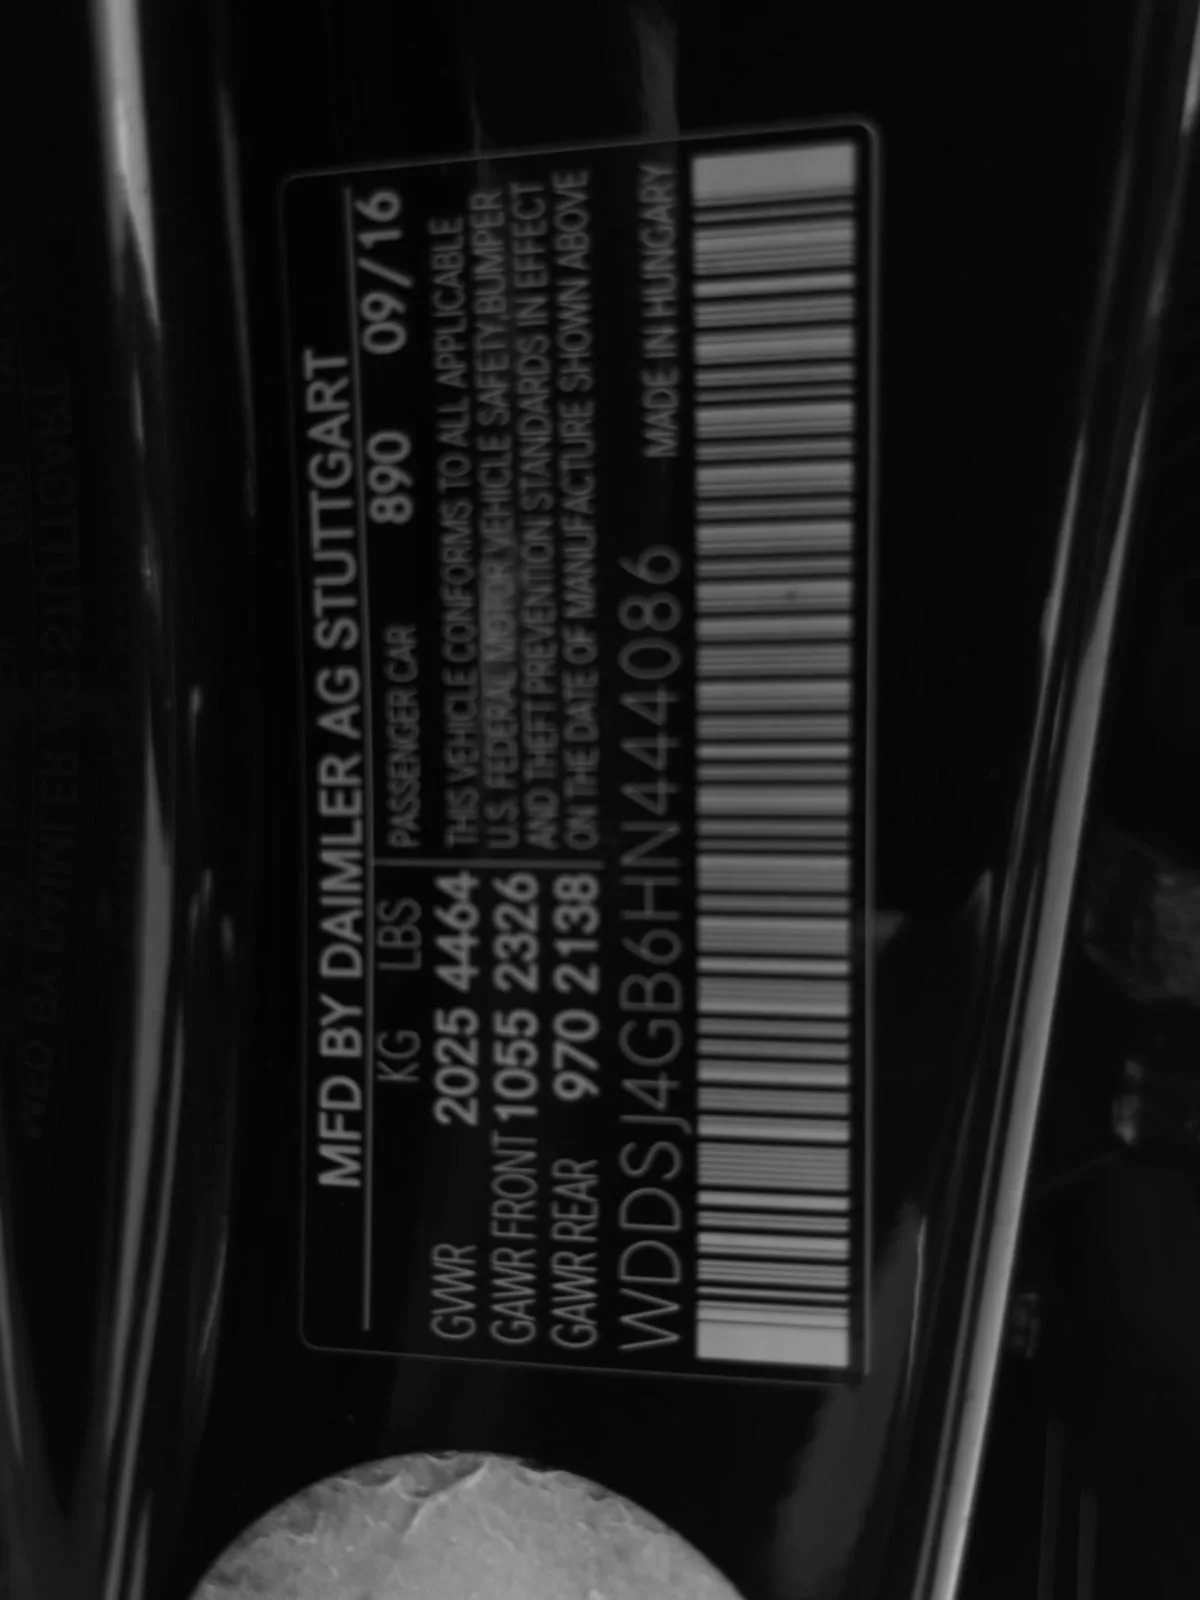 MFD BY DAIMLER AG STUTTGART
KG LBS PASSENGER CAR 890 09/16
GVWR 2025 4464
GAWR FRONT 1055 2326
GAWR REAR 970 2138
THIS VEHICLE CONFORMS TO ALL APPLICABLE
U.S. FEDERAL MOTOR VEHICLE SAFETY,BUMPER
AND THEFT PREVENTION STANDARDS IN EFFECT
ON THE DATE OF MANUFACTURE SHOWN ABOVE
WDDSJ4GB6HN444086 MADE IN HUNGARY